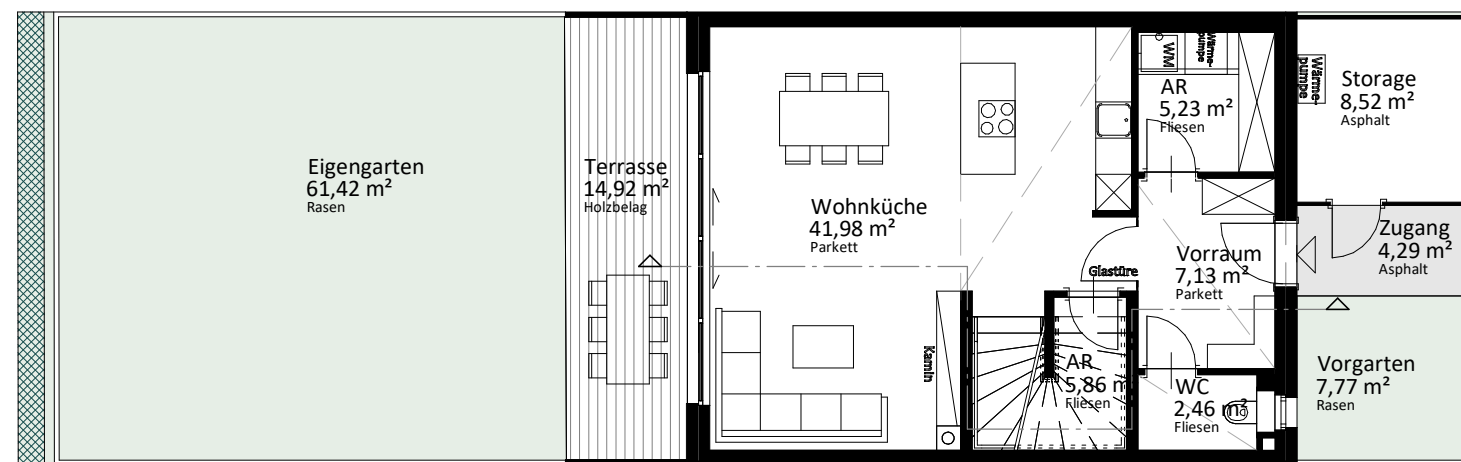 Eigengarten
61,42 m²
Rasen
Terrasse
14,92 m²
Holzbelag
Wohnküche
41,98 m²
Parkett
Kamin
WM
Wärme-
pumpe
AR
5,23 m²
Fliesen
Glastüre
Vorraum
7,13 m²
Parkett
AR
5,86 m
Fliesen
WC
2,46 m²
Fliesen
Wärme-
pumpe
Storage
8,52 m²
Asphalt
Zugang
4,29 m²
Asphalt
Vorgarten
7,77 m²
Rasen